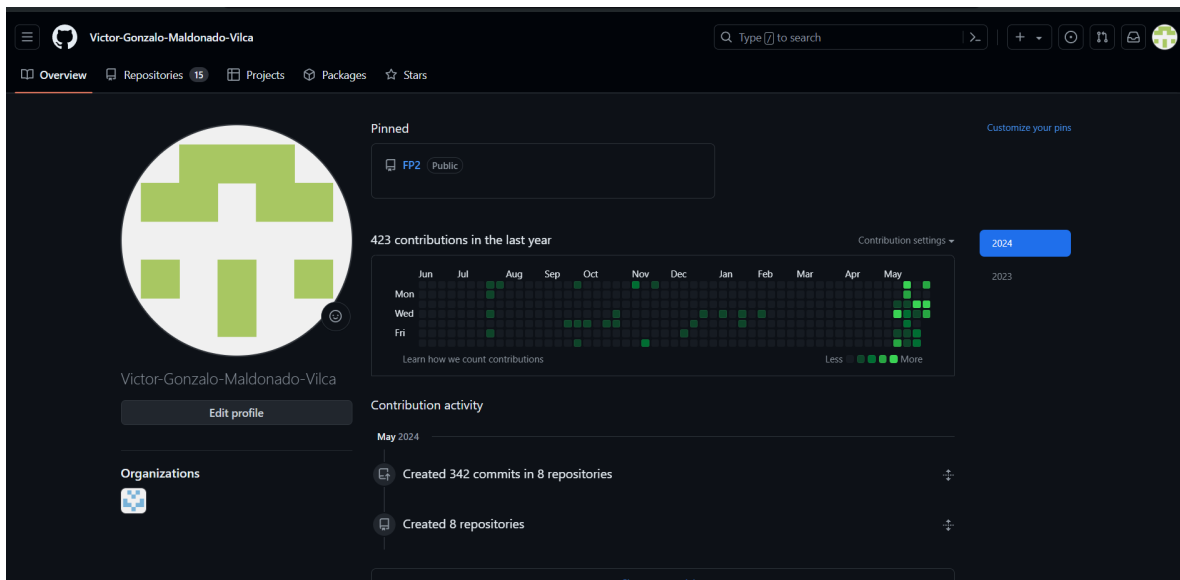 Victor-Gonzalo-Maldonado-Vilca
Type / to search
Overview Repositories 15 Projects Packages Stars
Pinned
Customize your pins
FP2 Public
423 contributions in the last year
Contribution settings
2024
2023
Jun Jul Aug Sep Oct Nov Dec Jan Feb Mar Apr May
Mon
Wed
Fri
Learn how we count contributions
Less More
Victor-Gonzalo-Maldonado-Vilca
Edit profile
Organizations
Contribution activity
May 2024
Created 342 commits in 8 repositories
Created 8 repositories